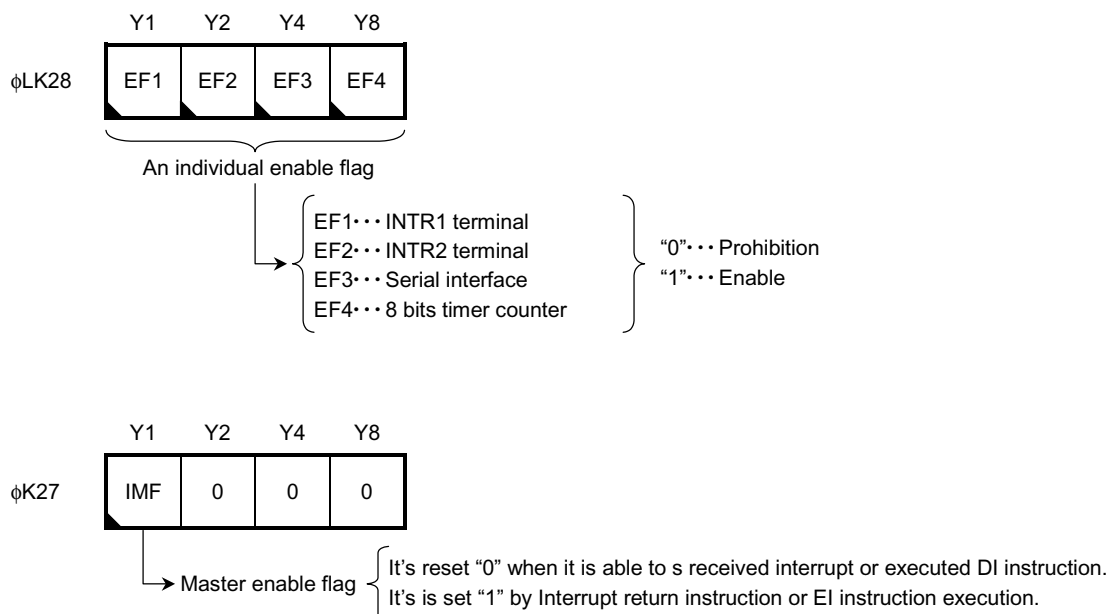 Y1 Y2 Y4 Y8
ϕLK28 EF1 EF2 EF3 EF4
An individual enable flag
EF1··· INTR1 terminal
EF2··· INTR2 terminal
EF3··· Serial interface
EF4··· 8 bits timer counter
“0”··· Prohibition
“1”··· Enable
Y1 Y2 Y4 Y8
ϕK27 IMF 0 0 0
Master enable flag
It’s reset “0” when it is able to s received interrupt or executed DI instruction.
It’s is set “1” by Interrupt return instruction or EI instruction execution.